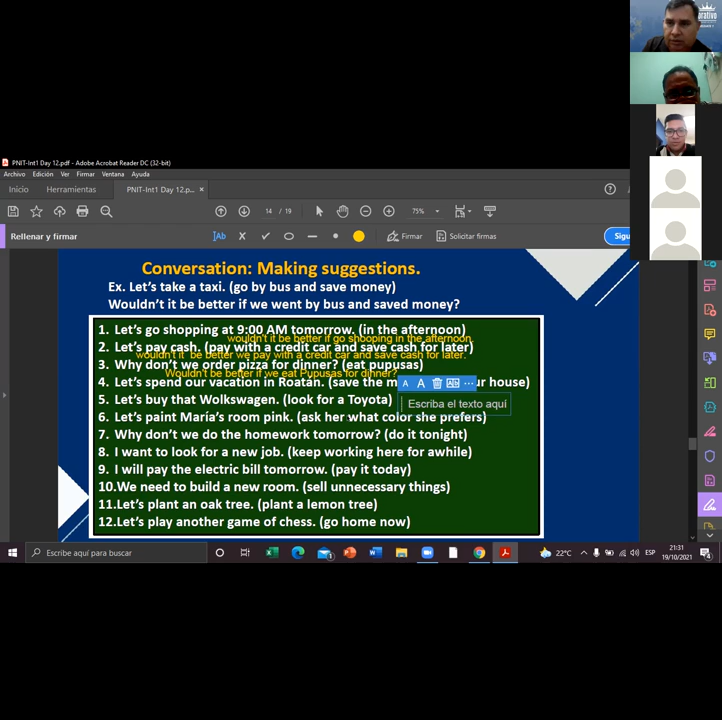 orativo
PNIT-Int1 Day 12.pdf - Adobe Acrobat Reader DC (32-bit)
Archivo Edición Ver Firmar Ventana Ayuda
Inicio Herramientas PNIT-Int1 Day 12.p... ×
14 / 19 75%
Rellenar y firmar Ab Firmar Solicitar firmas Sigu
Conversation: Making suggestions.
Ex. Let's take a taxi. (go by bus and save money)
Wouldn't it be better if we went by bus and saved money?
1. Let's go shopping at 9:00 AM tomorrow. (in the afternoon)
wouldn't it be better if go shooping in the afternoon.
2. Let's pay cash. (pay with a credit car and save cash for later)
wouldn't it be better we pay with a credit car and save cash for later.
3. Why don't we order pizza for dinner? (eat pupusas)
Wouldn't be better if we eat Pupusas for dinner?
4. Let's spend our vacation in Roatán. (save the m ur house)
A A Ab ...
5. Let's buy that Wolkswagen. (look for a Toyota)
Escriba el texto aquí
6. Let's paint María's room pink. (ask her what color she prefers)
7. Why don't we do the homework tomorrow? (do it tonight)
8. I want to look for a new job. (keep working here for awhile)
9. I will pay the electric bill tomorrow. (pay it today)
10.We need to build a new room. (sell unnecessary things)
11.Let's plant an oak tree. (plant a lemon tree)
12.Let's play another game of chess. (go home now)
Escribe aquí para buscar 22°C ESP 21:31
19/10/2021 4